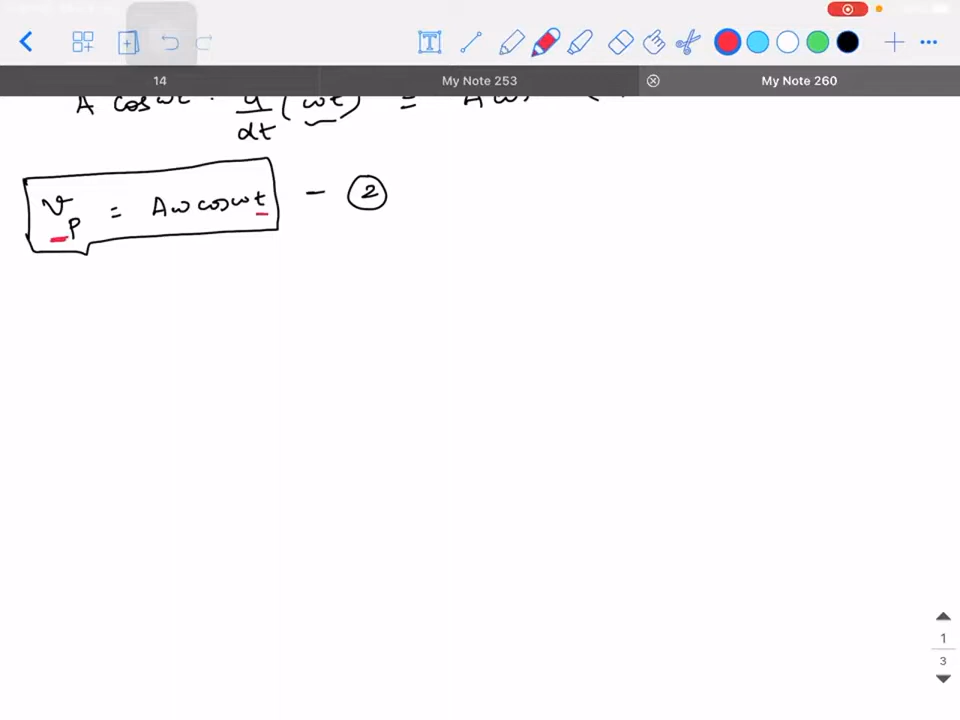 14 My Note 253 My Note 260
A cos ωt · d/dt (ωt) = Aω
v_P = Aω cos ωt - ②
1
3